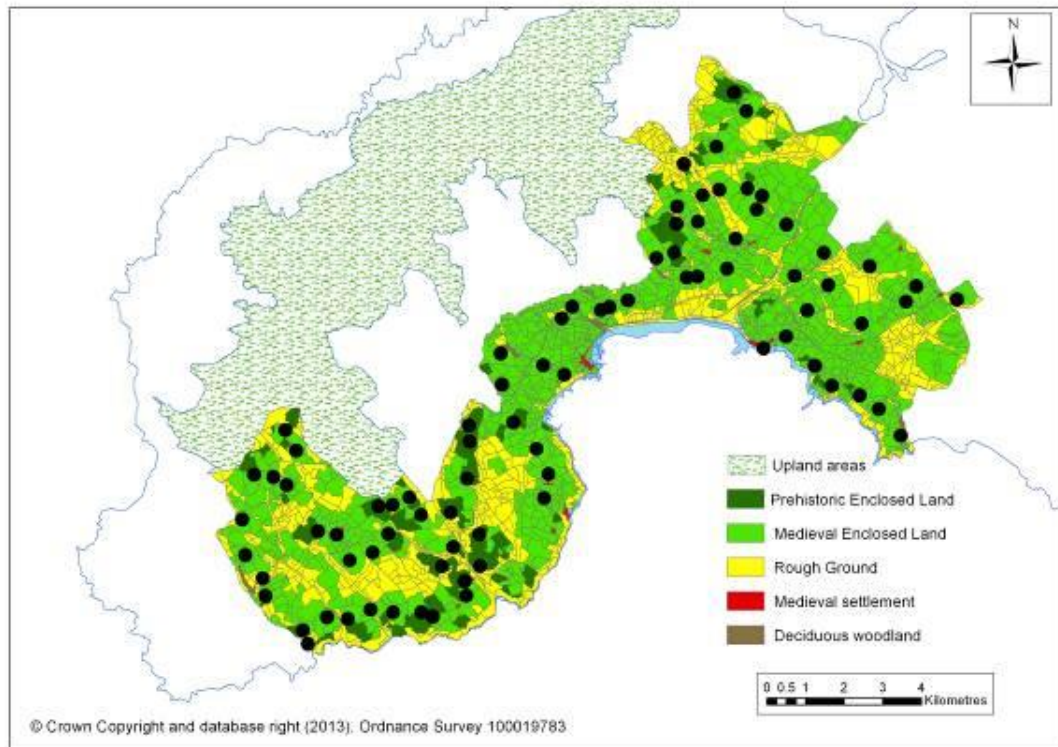 N
Upland areas
Prehistoric Enclosed Land
Medieval Enclosed Land
Rough Ground
Medieval settlement
Deciduous woodland
0 0.5 1 2 3 4
Kilometres
© Crown Copyright and database right (2013). Ordnance Survey 100019783